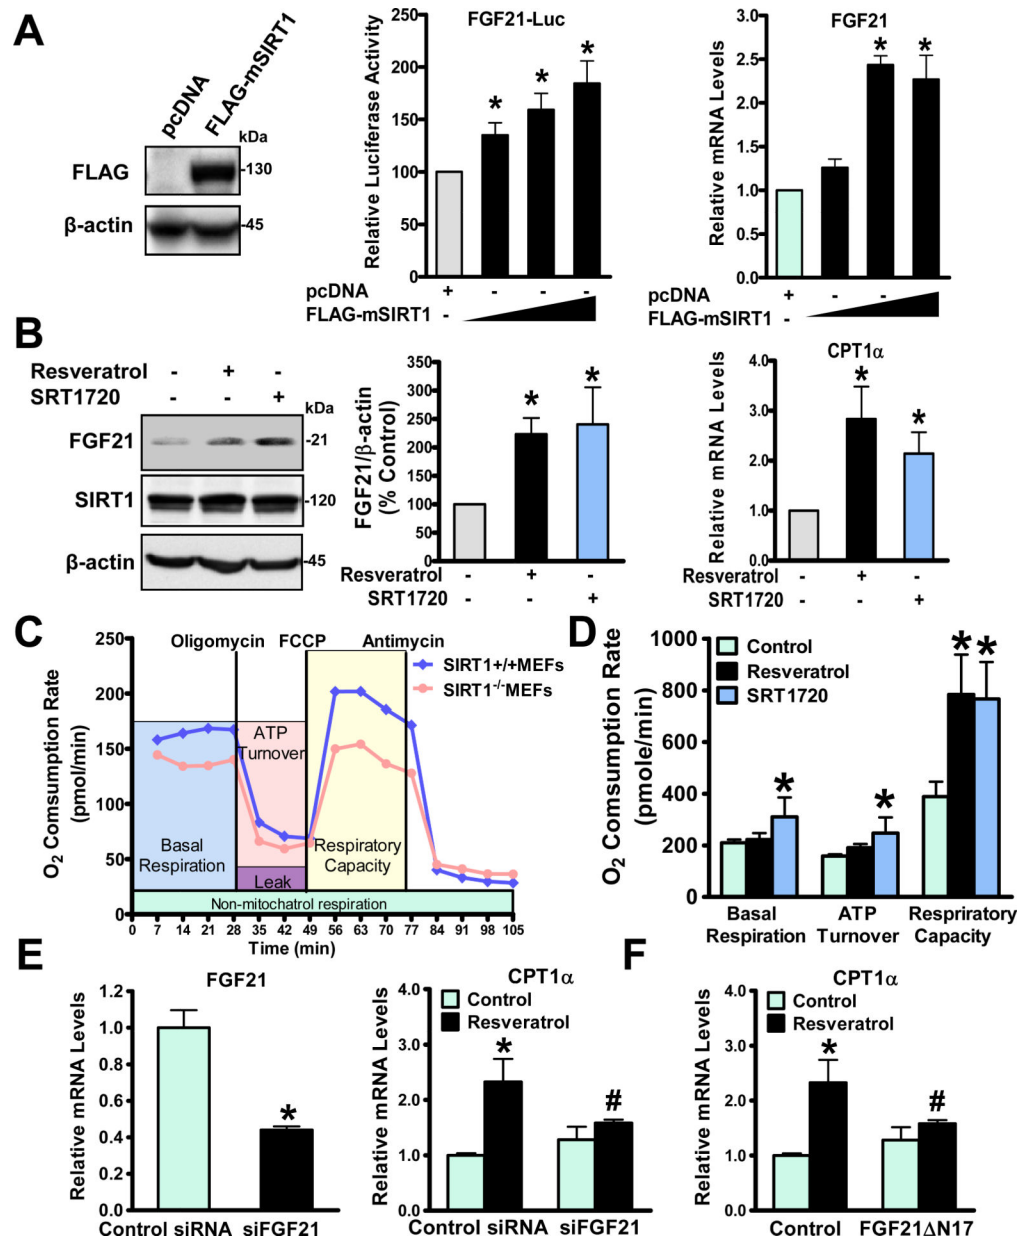 A
pcDNA
FLAG-mSIRT1
kDa
FLAG
-130
β-actin
-45
FGF21-Luc
Relative Luciferase Activity
250
200
150
100
50
0
* * *
pcDNA + - - -
FLAG-mSIRT1 -
FGF21
Relative mRNA Levels
3.0
2.5
2.0
1.5
1.0
0.5
0.0
* *
pcDNA + - - -
FLAG-mSIRT1 -
B
Resveratrol - + -
SRT1720 - - +
kDa
FGF21
-21
SIRT1
-120
β-actin
-45
FGF21/β-actin
(% Control)
350
300
250
200
150
100
50
0
* *
Resveratrol - + -
SRT1720 - - +
CPT1α
Relative mRNA Levels
4.0
3.0
2.0
1.0
0.0
* *
Resveratrol - + -
SRT1720 - - +
C
O2 Comsumption Rate
(pmol/min)
250
200
150
100
50
0
Oligomycin FCCP Antimycin
SIRT1+/+MEFs
SIRT1-/-MEFs
ATP
Turnover
Basal
Respiration
Respiratory
Capacity
Leak
Non-mitochatrol respiration
0 7 14 21 28 35 42 49 56 63 70 77 84 91 98 105
Time (min)
D
O2 Comsumption Rate
(pmole/min)
1000
800
600
400
200
0
Control
Resveratrol
SRT1720
* * * *
Basal
Respiration
ATP
Turnover
Respriratory
Capacity
E
FGF21
Relative mRNA Levels
1.2
1.0
0.8
0.6
0.4
0.2
0.0
*
Control siRNA siFGF21
CPT1α
Relative mRNA Levels
4.0
3.0
2.0
1.0
0.0
Control
Resveratrol
* #
Control siRNA siFGF21
F
CPT1α
Relative mRNA Levels
4.0
3.0
2.0
1.0
0.0
Control
Resveratrol
* #
Control FGF21ΔN17